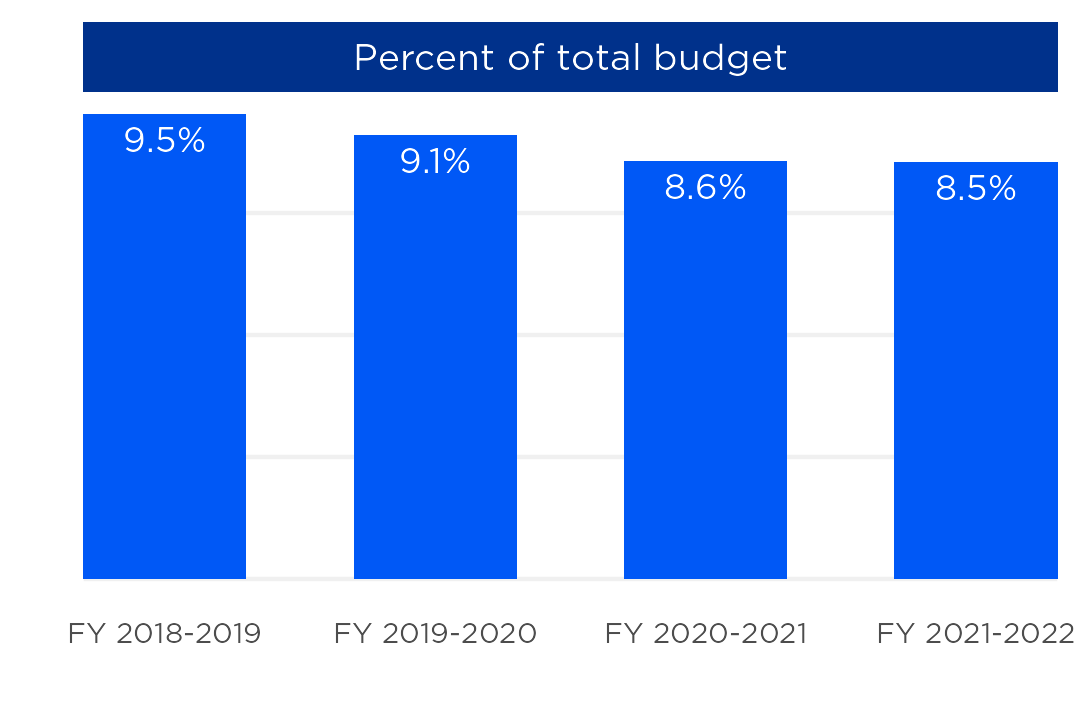 Percent of total budget
9.5%
9.1%
8.6%
8.5%
FY 2018-2019
FY 2019-2020
FY 2020-2021
FY 2021-2022